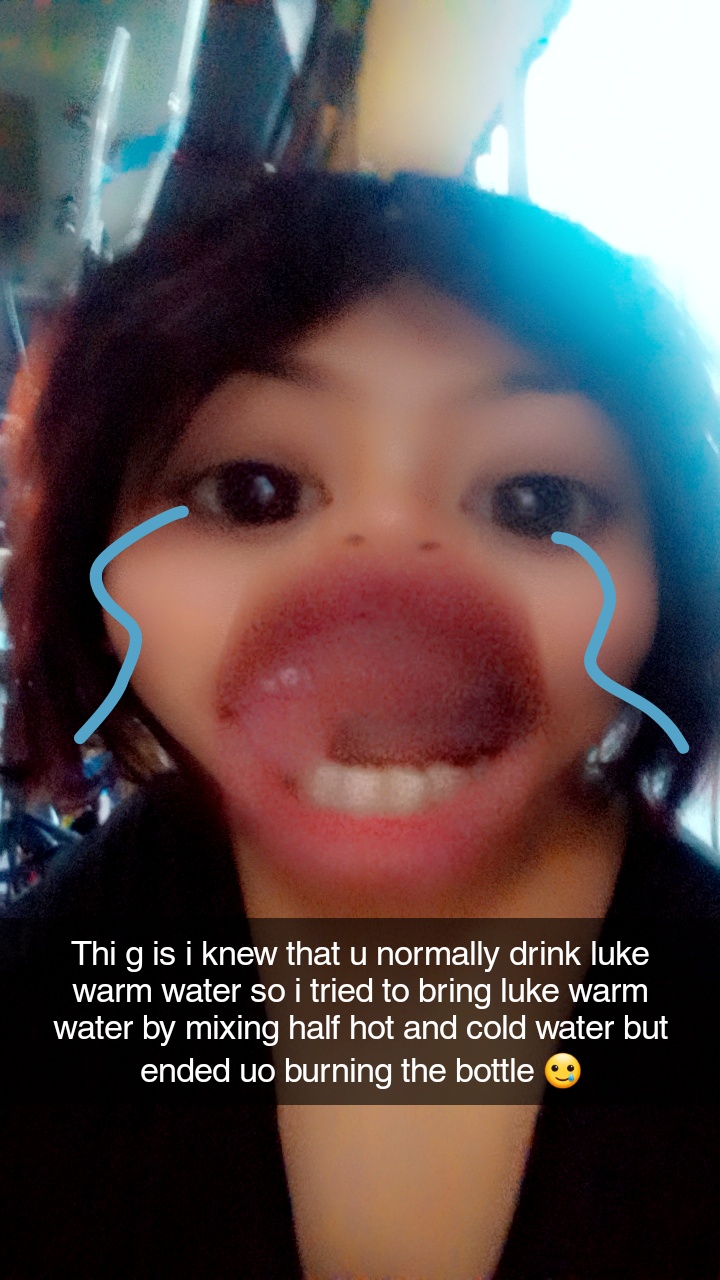 Thi g is i knew that u normally drink luke
warm water so i tried to bring luke warm
water by mixing half hot and cold water but
ended uo burning the bottle 🥲